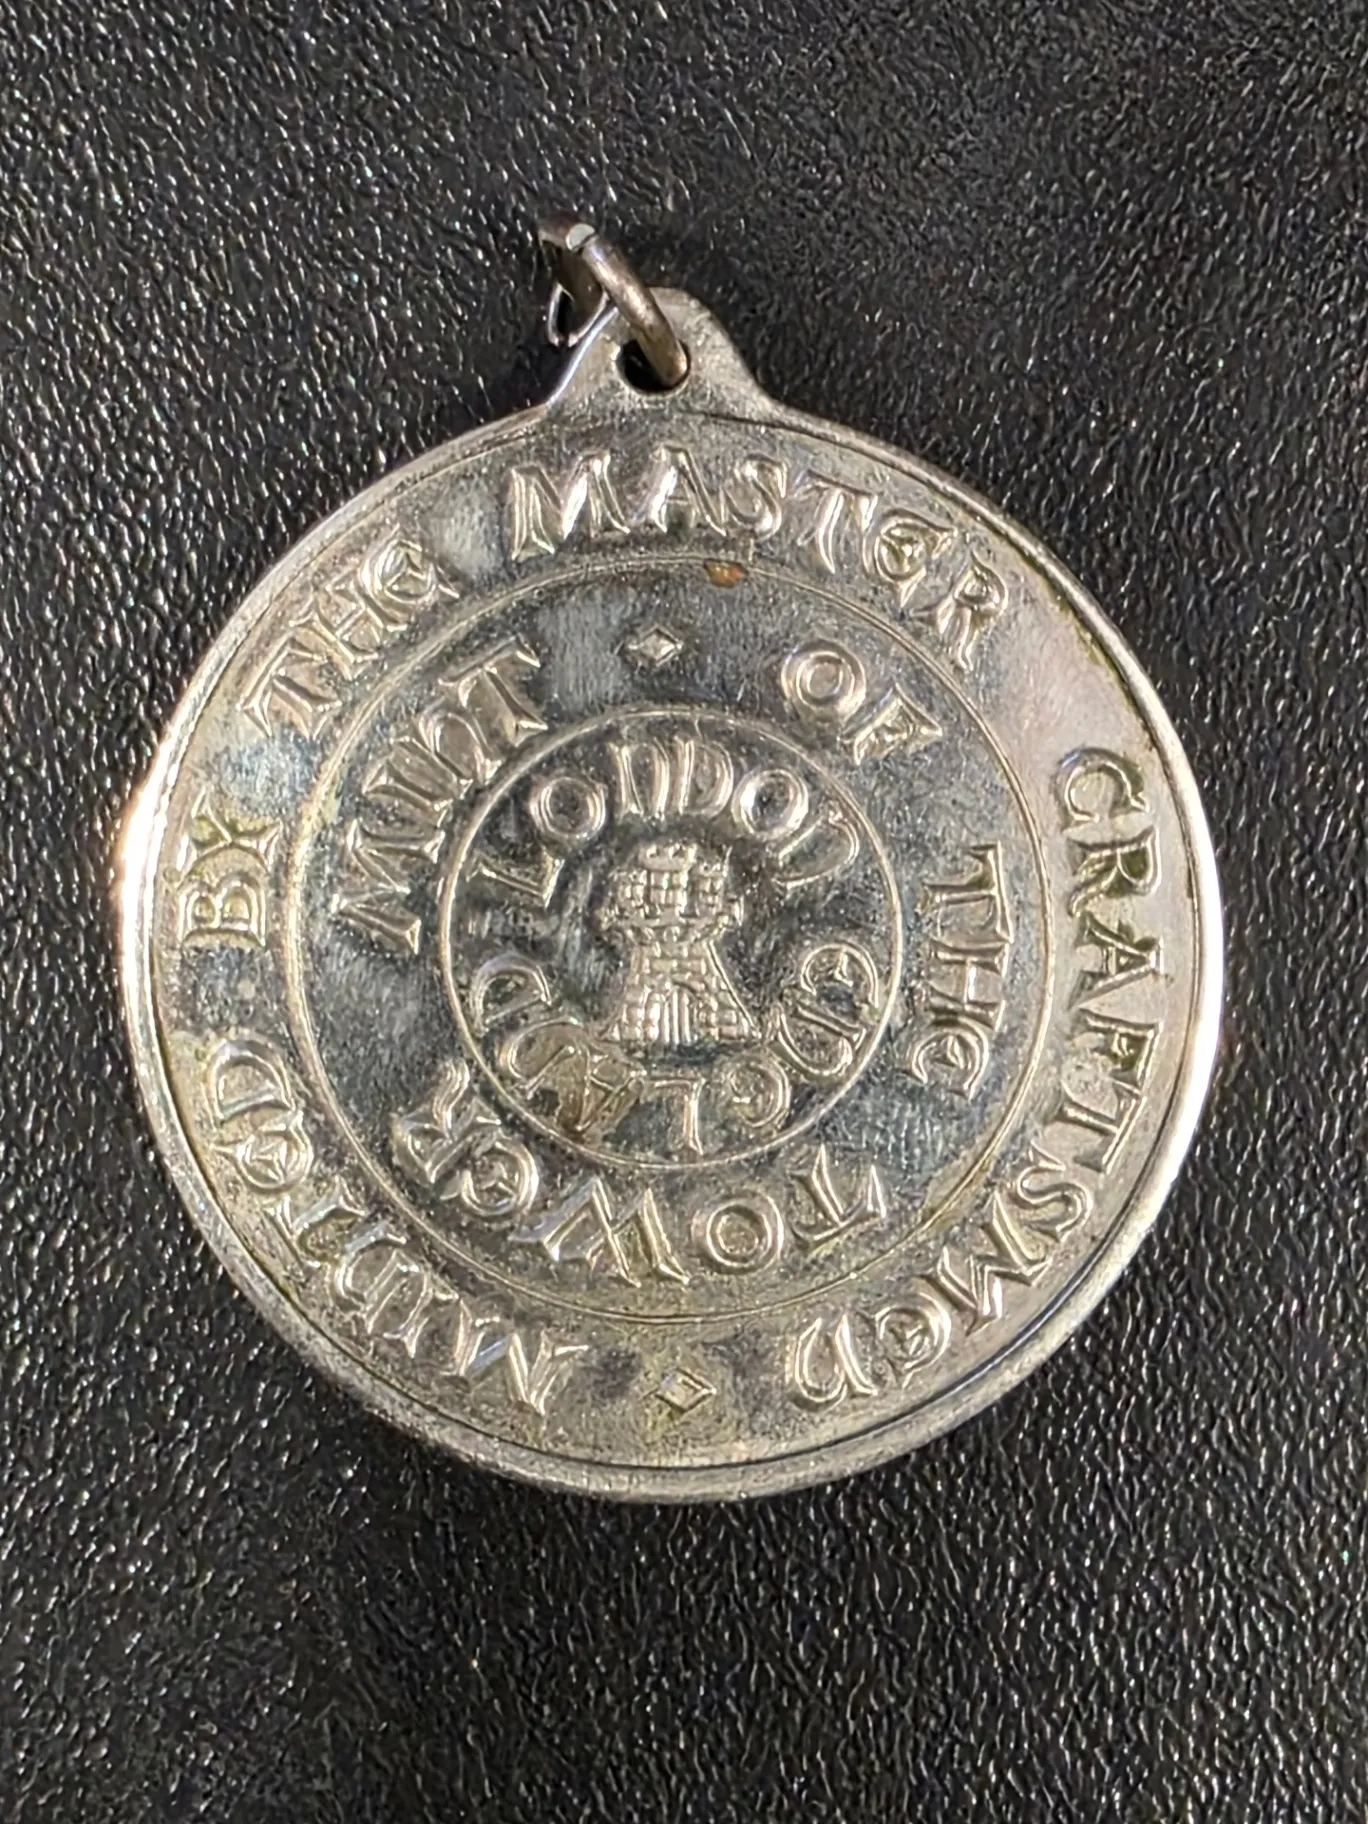 MINTED BY THE MASTER CRAFTSMEN
OF THE TOWER MINT
LONDON ENGLAND